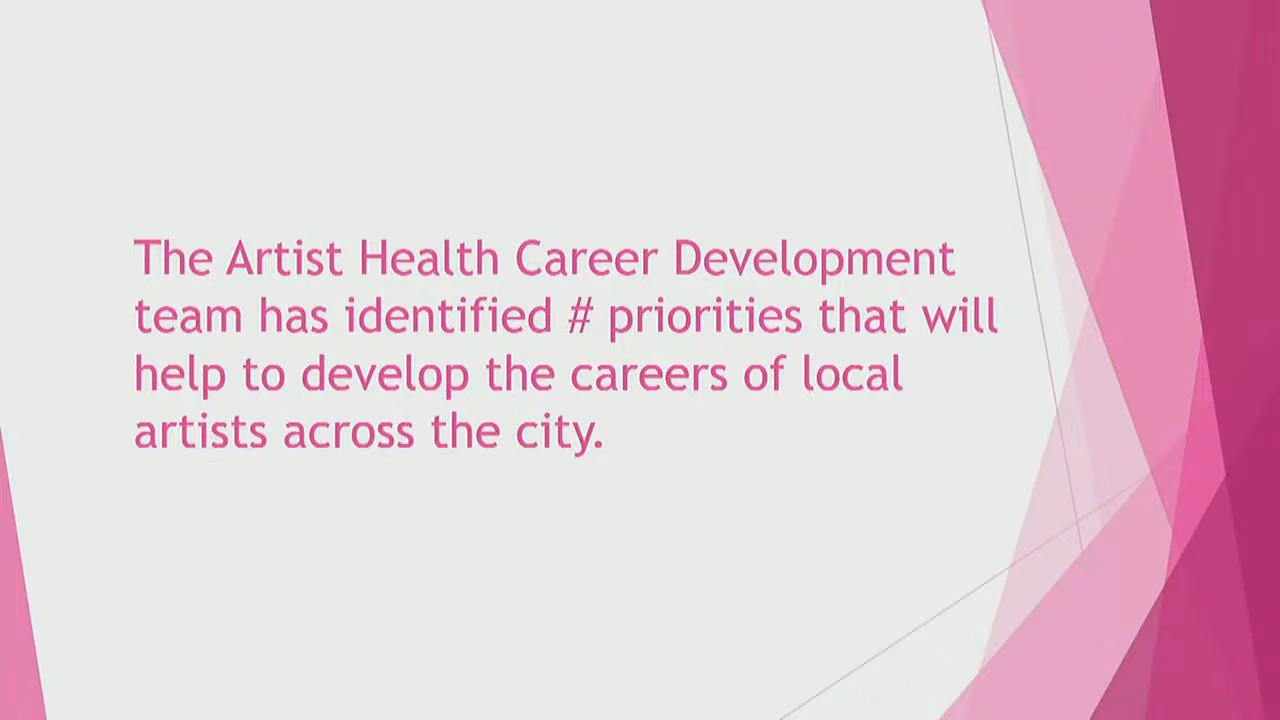 The Artist Health Career Development
team has identified # priorities that will
help to develop the careers of local
artists across the city.